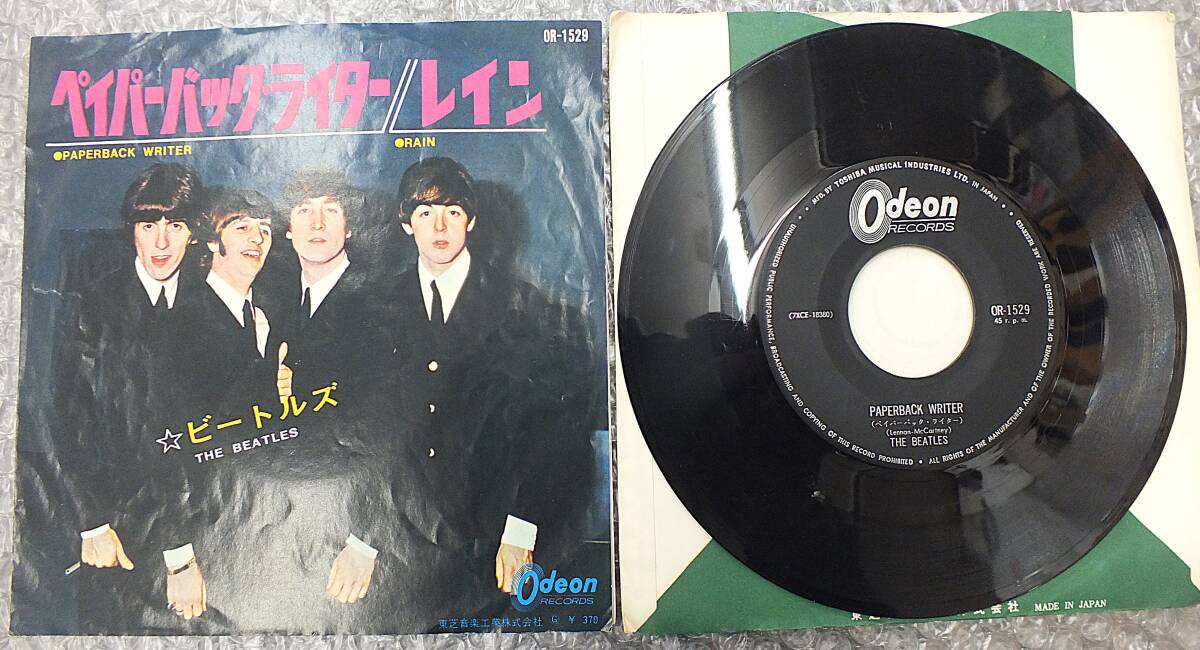 OR-1529
ペイパーバック・ライター//レイン
●PAPERBACK WRITER
●RAIN
☆ビートルズ
THE BEATLES
Odeon
RECORDS
東芝音楽工業株式会社 G ¥ 370
MFD. BY TOSHIBA MUSICAL INDUSTRIES LTD. IN JAPAN
Odeon
RECORDS
(7XCE-18380)
OR-1529
45 r. p. m.
PAPERBACK WRITER
(ペイパーバック・ライター)
(Lennon-McCartney)
THE BEATLES
UNAUTHORIZED PUBLIC PERFORMANCE, BROADCASTING AND COPYING OF THIS RECORD PROHIBITED • ALL RIGHTS OF THE MANUFACTURER AND OF THE OWNER OF THE RECORDED WORK ARE RESERVED
株式会社 MADE IN JAPAN